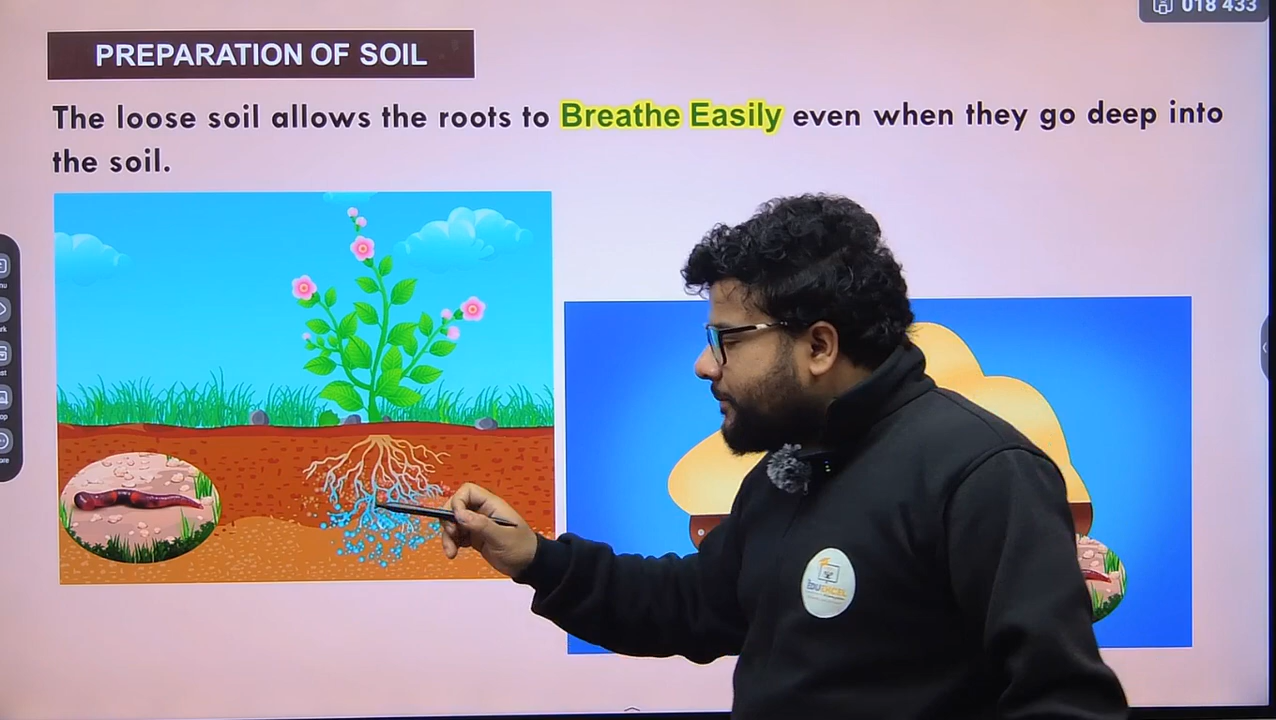 018 433
PREPARATION OF SOIL
The loose soil allows the roots to Breathe Easily even when they go deep into
the soil.